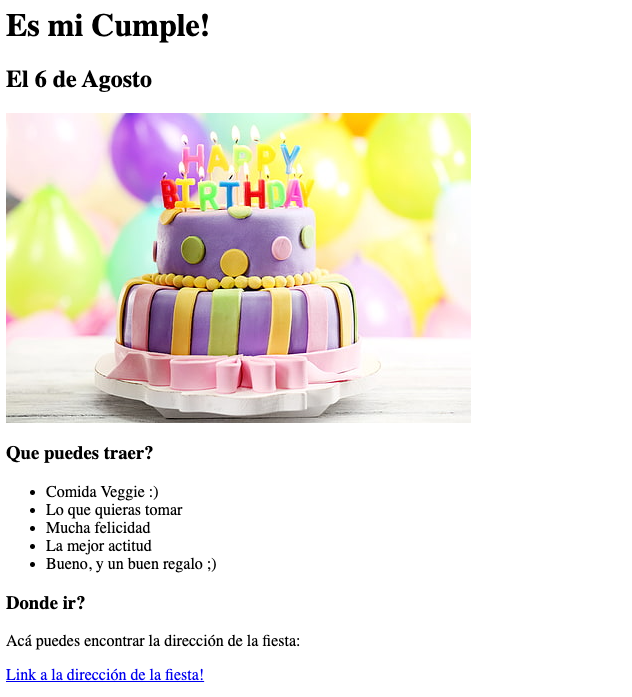 Es mi Cumple!
El 6 de Agosto
HAPPY
BIRTHDAY
Que puedes traer?
Comida Veggie :)
Lo que quieras tomar
Mucha felicidad
La mejor actitud
Bueno, y un buen regalo ;)
Donde ir?
Acá puedes encontrar la dirección de la fiesta:
Link a la dirección de la fiesta!